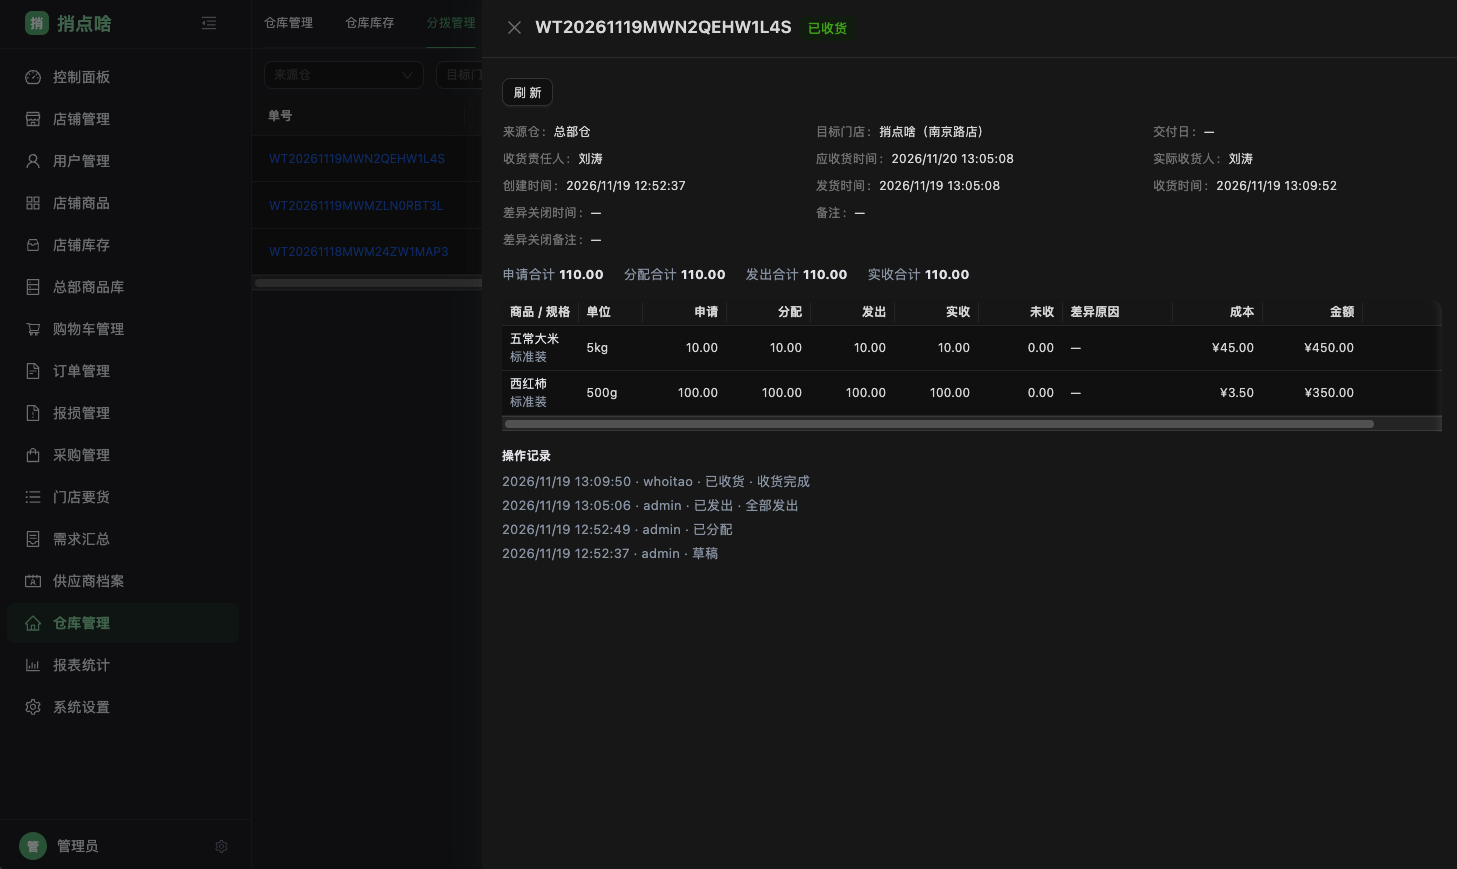 捎 捎点啥
控制面板
店铺管理
用户管理
店铺商品
店铺库存
总部商品库
购物车管理
订单管理
报损管理
采购管理
门店要货
需求汇总
供应商档案
仓库管理
报表统计
系统设置
管 管理员
仓库管理 仓库库存 分拨管理
来源仓 目标门
单号
WT20261119MWN2QEHW1L4S
WT20261119MWMZLN0RBT3L
WT20261118MWM24ZW1MAP3
WT20261119MWN2QEHW1L4S 已收货
刷 新
来源仓： 总部仓 目标门店： 捎点啥（南京路店） 交付日： —
收货责任人： 刘涛 应收货时间： 2026/11/20 13:05:08 实际收货人： 刘涛
创建时间： 2026/11/19 12:52:37 发货时间： 2026/11/19 13:05:08 收货时间： 2026/11/19 13:09:52
差异关闭时间： — 备注： —
差异关闭备注： —
申请合计 110.00 分配合计 110.00 发出合计 110.00 实收合计 110.00
商品 / 规格 单位 申请 分配 发出 实收 未收 差异原因 成本 金额
五常大米
标准装 5kg 10.00 10.00 10.00 10.00 0.00 — ¥45.00 ¥450.00
西红柿
标准装 500g 100.00 100.00 100.00 100.00 0.00 — ¥3.50 ¥350.00
操作记录
2026/11/19 13:09:50 · whoitao · 已收货 · 收货完成
2026/11/19 13:05:06 · admin · 已发出 · 全部发出
2026/11/19 12:52:49 · admin · 已分配
2026/11/19 12:52:37 · admin · 草稿